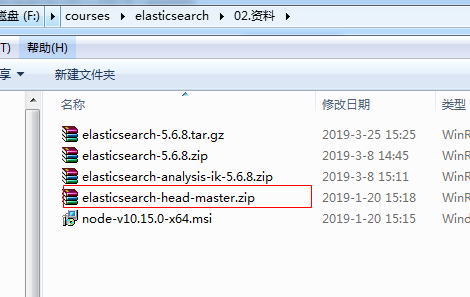 磁盘 (F:) ▸ courses ▸ elasticsearch ▸ 02.资料 ▸
T) 帮助(H)
享 新建文件夹
名称 修改日期 类型
elasticsearch-5.6.8.tar.gz 2019-3-25 15:25 WinR
elasticsearch-5.6.8.zip 2019-3-8 14:45 WinR
elasticsearch-analysis-ik-5.6.8.zip 2019-3-8 15:11 WinR
elasticsearch-head-master.zip 2019-1-20 15:18 WinR
node-v10.15.0-x64.msi 2019-1-20 15:15 Wind